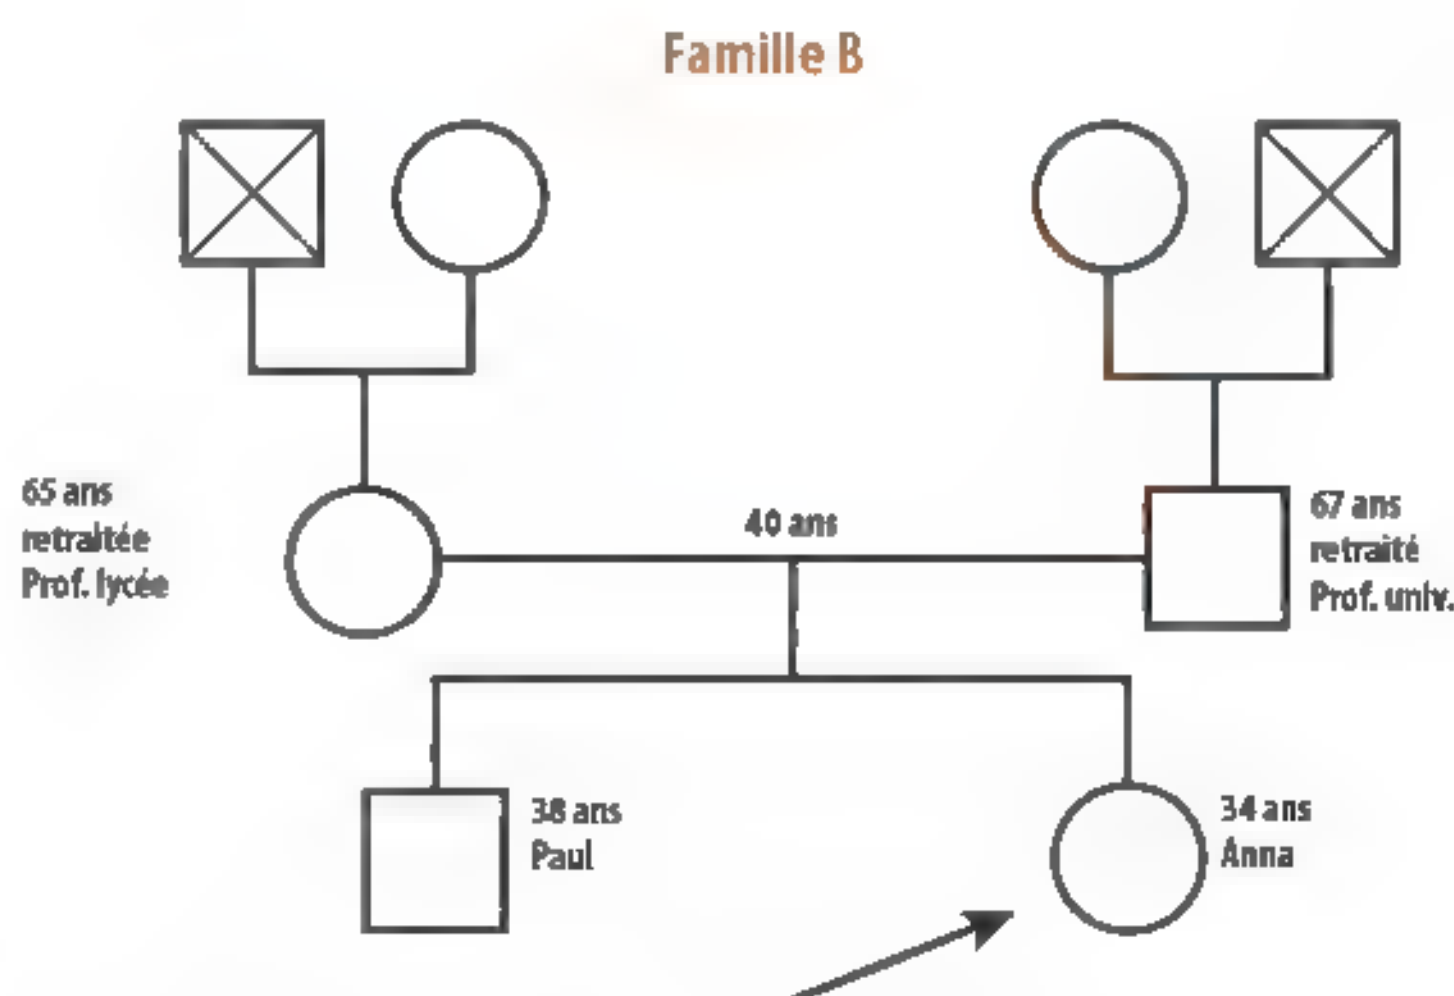 Famille B
65 ans
retraitée
Prof. lycée
40 ans
67 ans
retraité
Prof. univ.
38 ans
Paul
34 ans
Anna